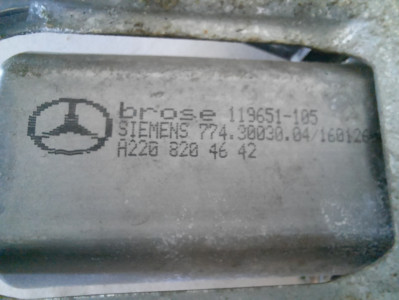 brose 119651-105
SIEMENS 774.30030.04/160126
A220 820 46 42